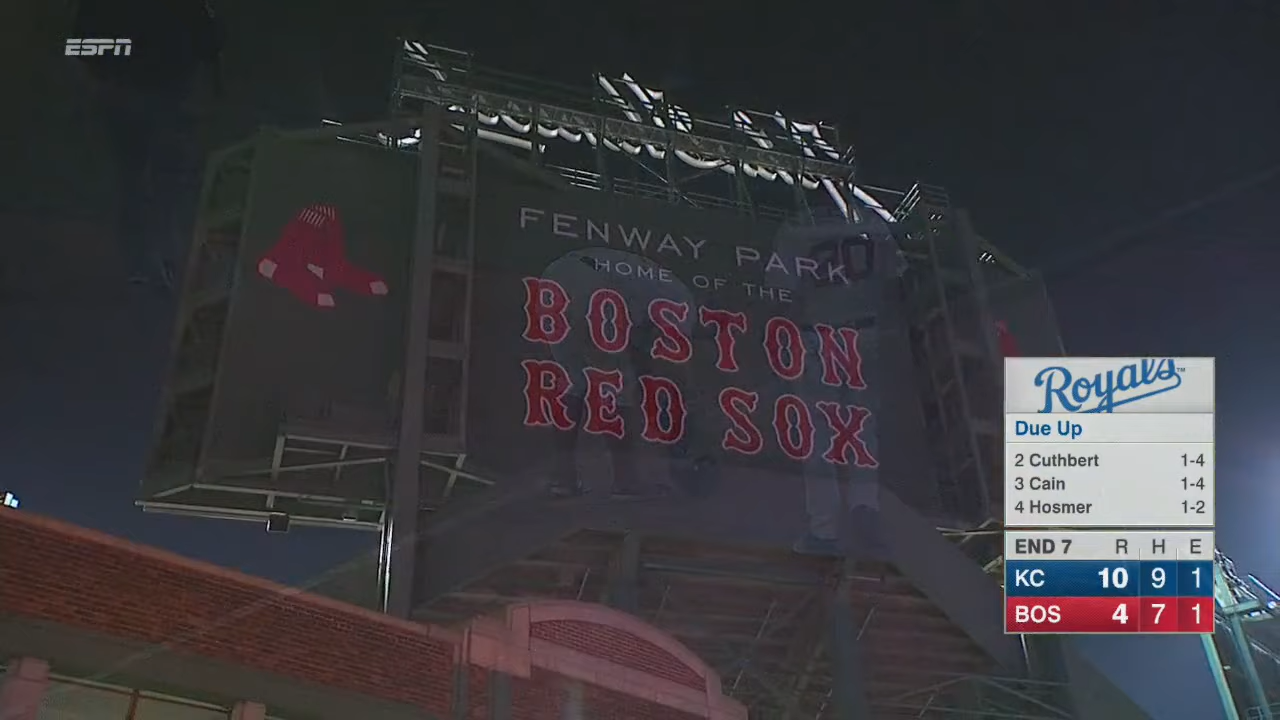 ESPN
FENWAY PARK
HOME OF THE
BOSTON
RED SOX
Royals™
Due Up
2 Cuthbert 1-4
3 Cain 1-4
4 Hosmer 1-2
END 7 R H E
KC 10 9 1
BOS 4 7 1